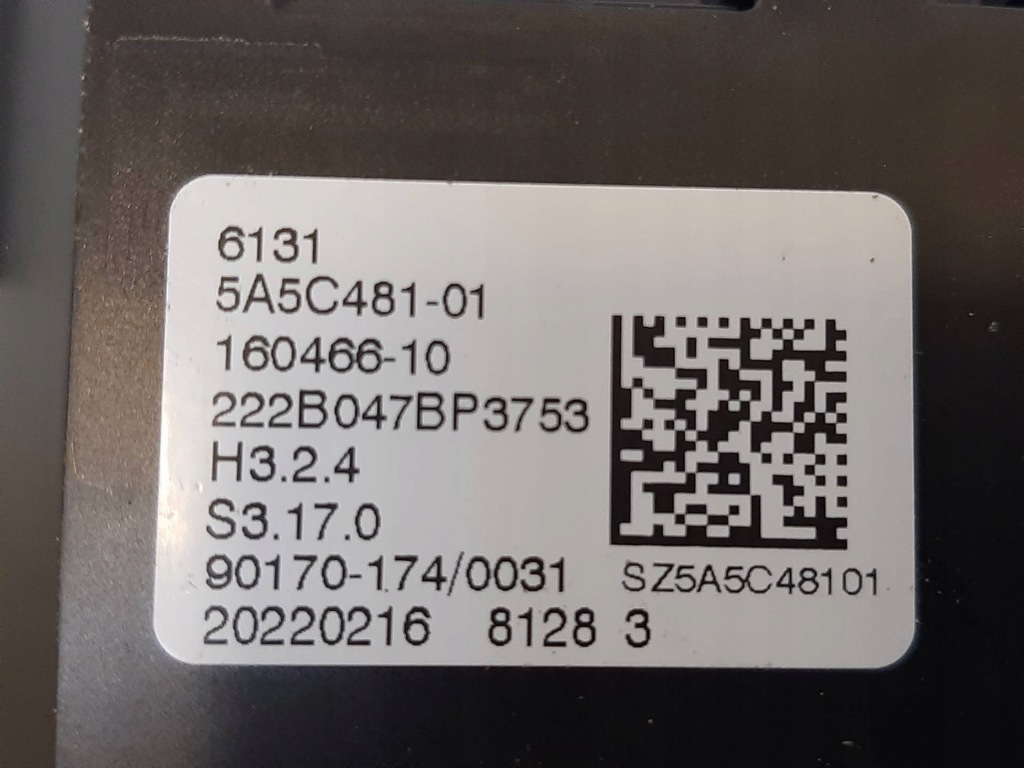 6131
5A5C481-01
160466-10
222B047BP3753
H3.2.4
S3.17.0
90170-174/0031 SZ5A5C48101
20220216 8128 3